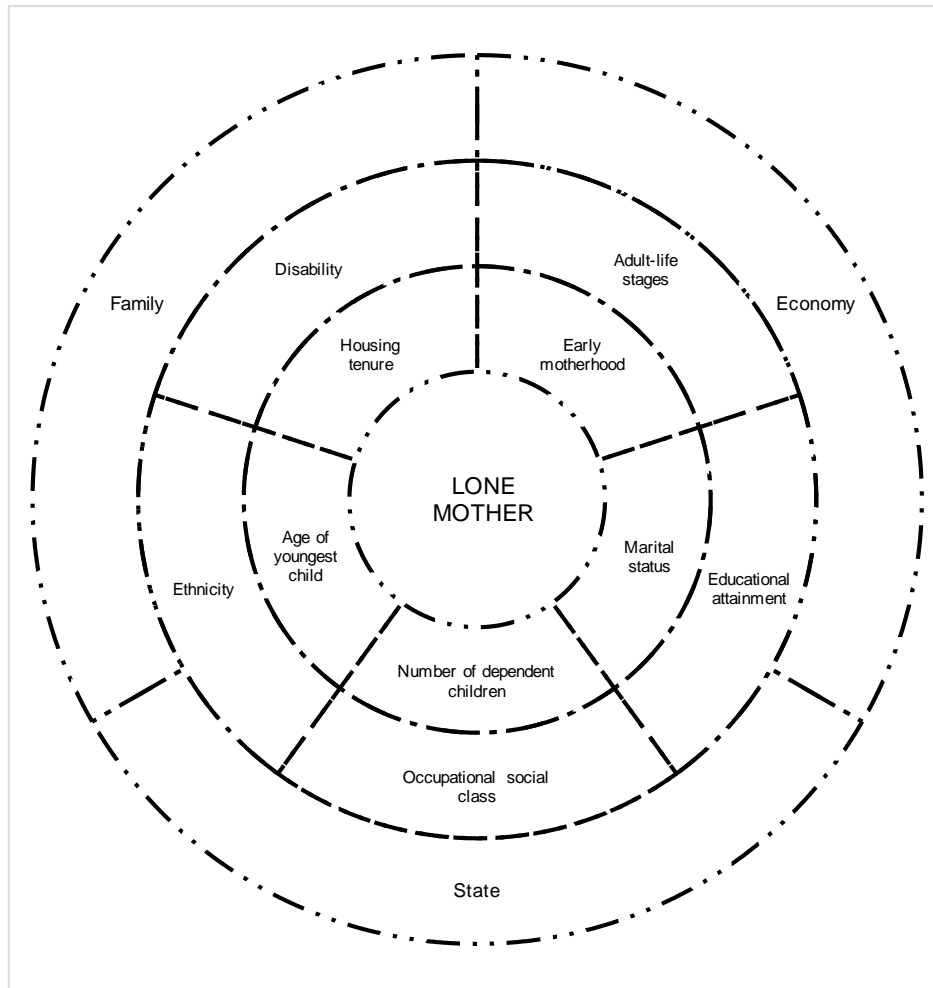 Disability
Adult-life
stages
Family
Economy
Housing
tenure
Early
motherhood
LONE
MOTHER
Age of
youngest
child
Marital
status
Ethnicity
Educational
attainment
Number of dependent
children
Occupational social
class
State